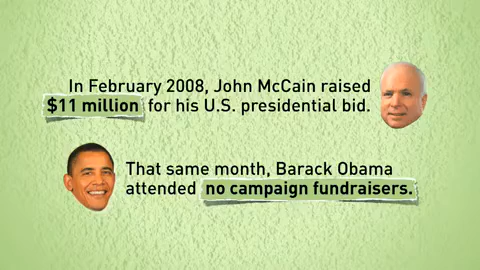 In February 2008, John McCain raised
$11 million for his U.S. presidential bid.
That same month, Barack Obama
attended no campaign fundraisers.